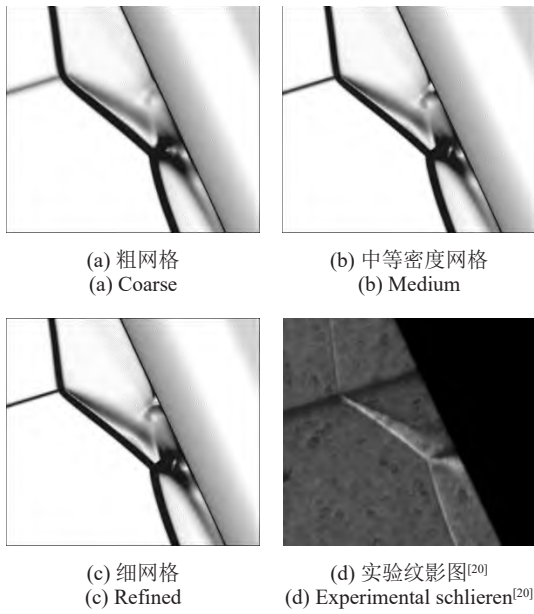 (a) 粗网格
(a) Coarse
(b) 中等密度网格
(b) Medium
(c) 细网格
(c) Refined
(d) 实验纹影图[20]
(d) Experimental schlieren[20]